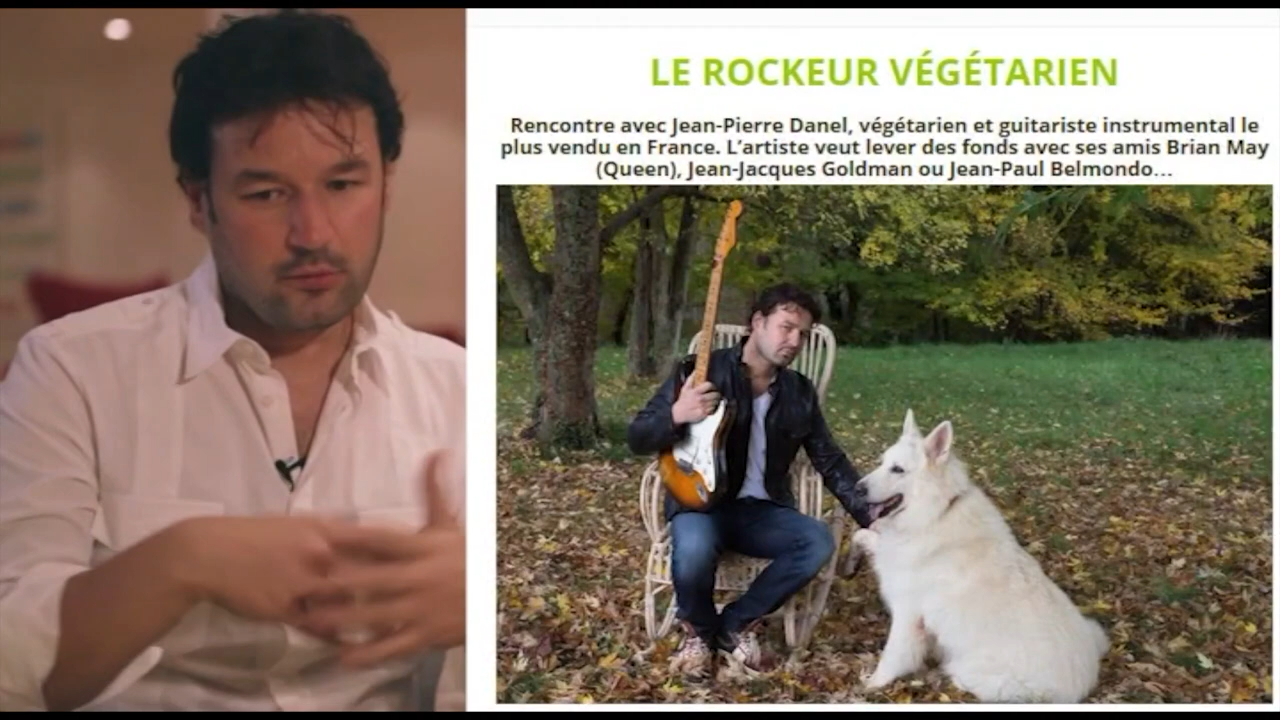 LE ROCKEUR VÉGÉTARIEN
Rencontre avec Jean-Pierre Danel, végétarien et guitariste instrumental le
plus vendu en France. L'artiste veut lever des fonds avec ses amis Brian May
(Queen), Jean-Jacques Goldman ou Jean-Paul Belmondo...